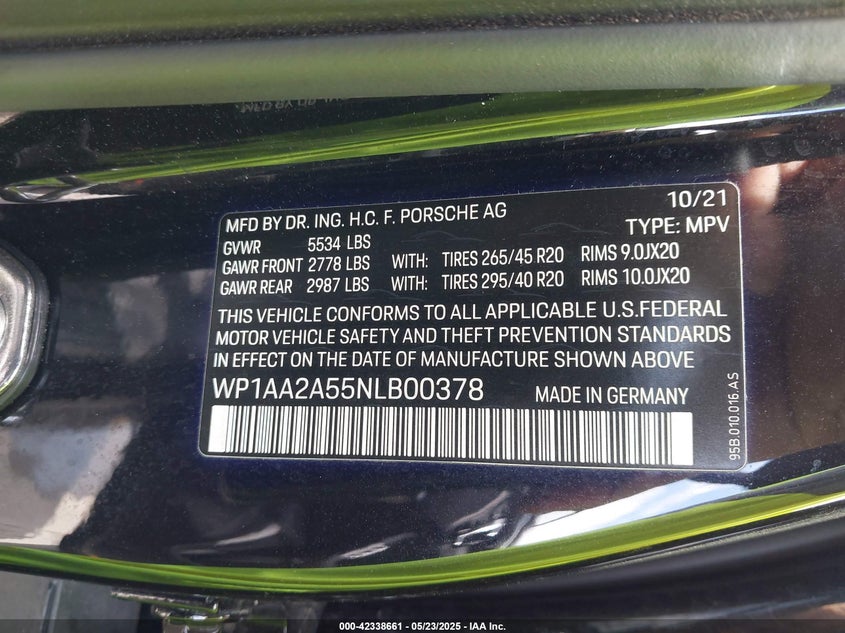 MFD BY DR. ING. H.C. F. PORSCHE AG 10/21
TYPE: MPV
GVWR 5534 LBS
GAWR FRONT 2778 LBS WITH: TIRES 265/45 R20 RIMS 9.0JX20
GAWR REAR 2987 LBS WITH: TIRES 295/40 R20 RIMS 10.0JX20
THIS VEHICLE CONFORMS TO ALL APPLICABLE U.S.FEDERAL
MOTOR VEHICLE SAFETY AND THEFT PREVENTION STANDARDS
IN EFFECT ON THE DATE OF MANUFACTURE SHOWN ABOVE
WP1AA2A55NLB00378 MADE IN GERMANY
95B.010.016.AS
000-42338661 - 05/23/2025 - IAA Inc.